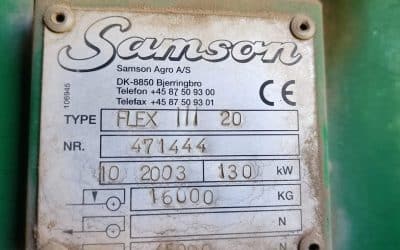 Samson
Samson Agro A/S
DK-8850 Bjerringbro
Telefon +45 87 50 93 00
Telefax +45 87 50 93 01
CE
106945
TYPE FLEX III 20
NR. 471444
10 2003 130 kW
16000 KG
N
N